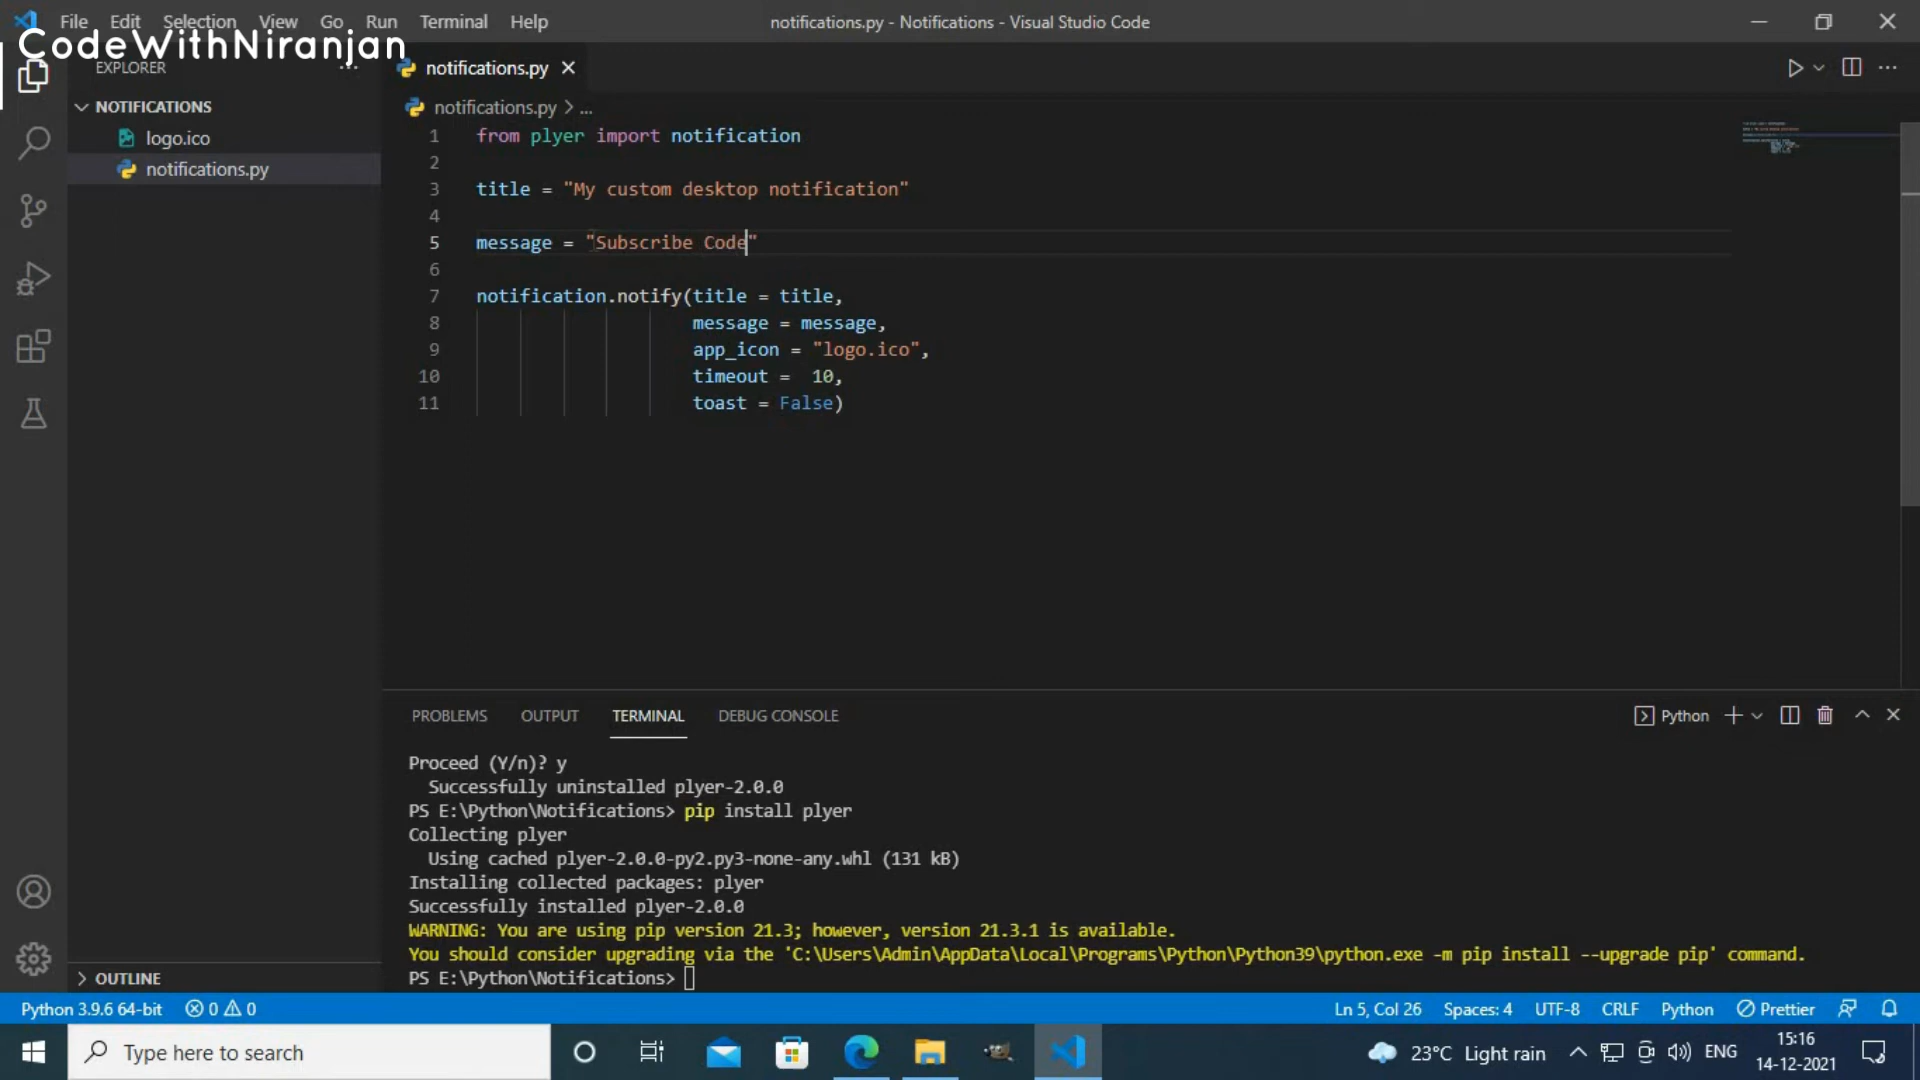 File Edit Selection View Go Run Terminal Help
notifications.py - Notifications - Visual Studio Code
CodeWithNiranjan
EXPLORER
NOTIFICATIONS
logo.ico
notifications.py
OUTLINE
notifications.py
notifications.py > ...
1 from plyer import notification
2
3 title = "My custom desktop notification"
4
5 message = "Subscribe Code"
6
7 notification.notify(title = title,
8 message = message,
9 app_icon = "logo.ico",
10 timeout =  10,
11 toast = False)
PROBLEMS OUTPUT TERMINAL DEBUG CONSOLE
Python
Proceed (Y/n)? y
Successfully uninstalled plyer-2.0.0
PS E:\Python\Notifications> pip install plyer
Collecting plyer
Using cached plyer-2.0.0-py2.py3-none-any.whl (131 kB)
Installing collected packages: plyer
Successfully installed plyer-2.0.0
WARNING: You are using pip version 21.3; however, version 21.3.1 is available.
You should consider upgrading via the 'C:\Users\Admin\AppData\Local\Programs\Python\Python39\python.exe -m pip install --upgrade pip' command.
PS E:\Python\Notifications>
Python 3.9.6 64-bit 0 0 Ln 5, Col 26 Spaces: 4 UTF-8 CRLF Python Prettier
Type here to search
23°C Light rain ENG
15:16
14-12-2021